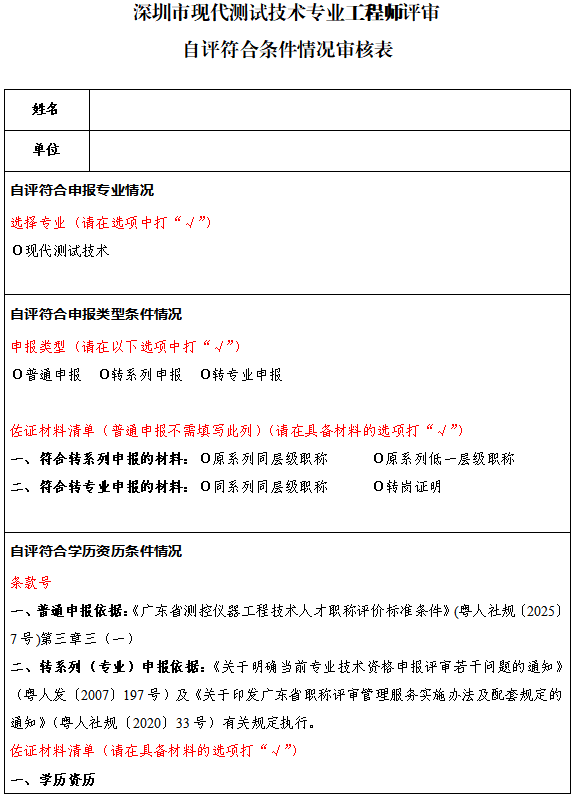 深圳市现代测试技术专业工程师评审
自评符合条件情况审核表
姓名
单位
自评符合申报专业情况
选择专业（请在选项中打“√”）
O现代测试技术
自评符合申报类型条件情况
申报类型（请在以下选项中打“√”）
O普通申报 O转系列申报 O转专业申报
佐证材料清单（普通申报不需填写此列）(请在具备材料的选项打“√”）
一、符合转系列申报的材料：O原系列同层级职称 O原系列低一层级职称
二、符合转专业申报的材料：O同系列同层级职称 O转岗证明
自评符合学历资历条件情况
条款号
一、普通申报依据：《广东省测控仪器工程技术人才职称评价标准条件》(粤人社规〔2025〕
7号)第三章三（一）
二、转系列（专业）申报依据：《关于明确当前专业技术资格申报评审若干问题的通知》
（粤人发〔2007〕197号）及《关于印发广东省职称评审管理服务实施办法及配套规定的
通知》（粤人社规〔2020〕33号）有关规定执行。
佐证材料清单（请在具备材料的选项打“√”）
一、学历资历